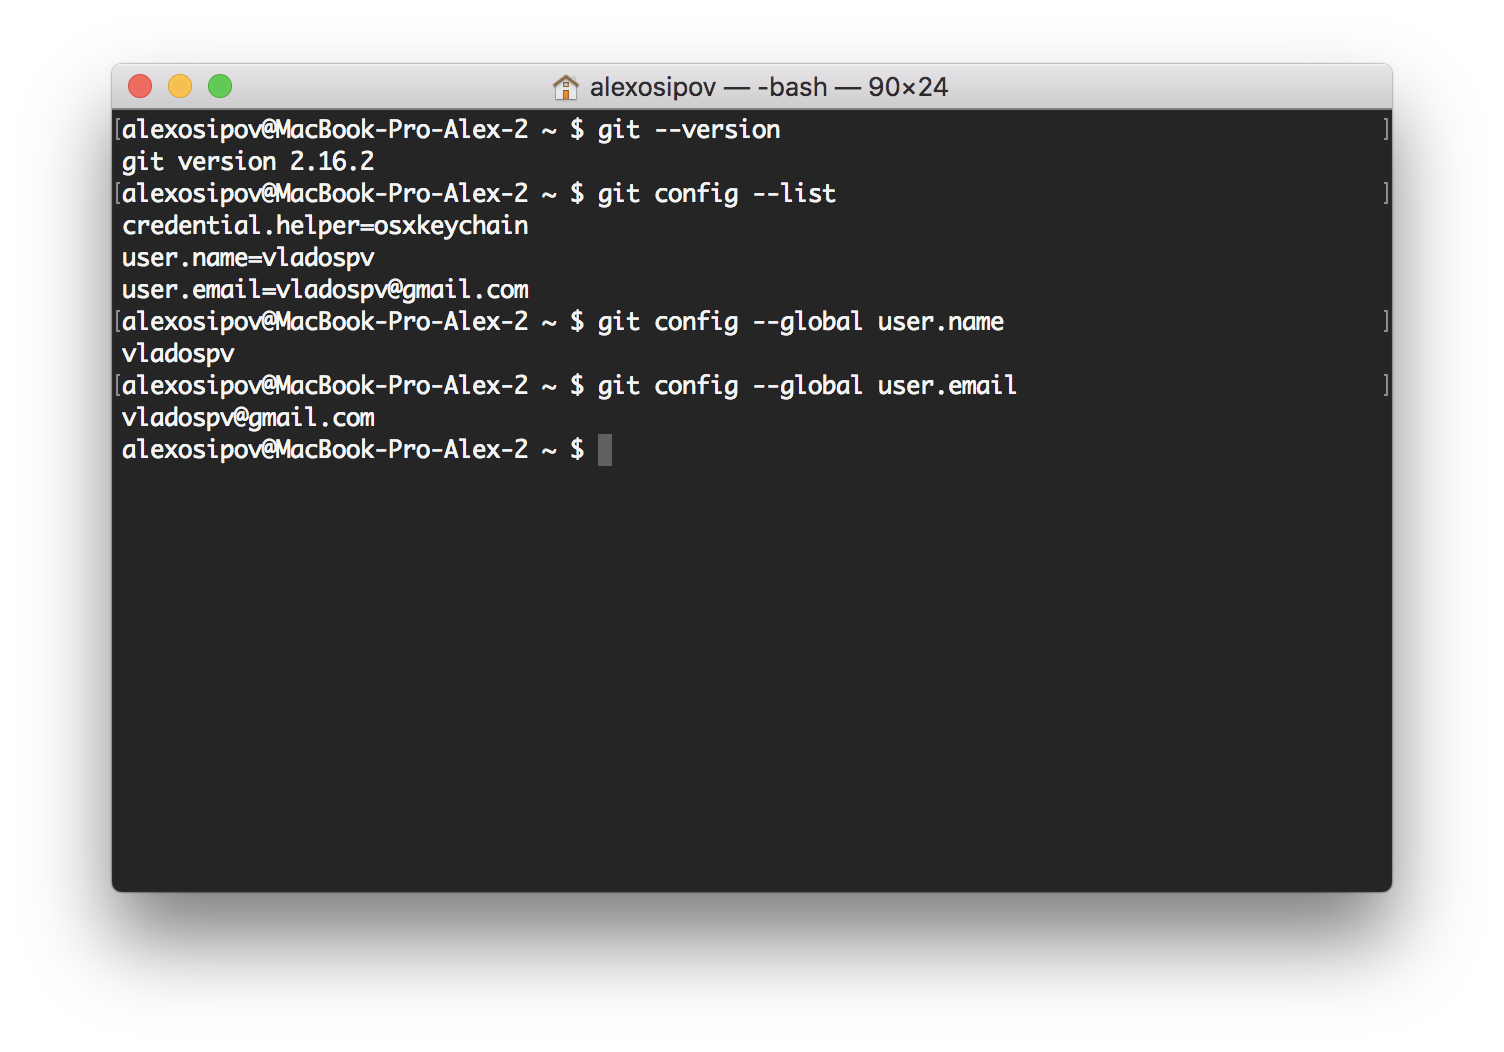 alexosipov — -bash — 90×24
[alexosipov@MacBook-Pro-Alex-2 ~ $ git --version ]
git version 2.16.2
[alexosipov@MacBook-Pro-Alex-2 ~ $ git config --list ]
credential.helper=osxkeychain
user.name=vladospv
user.email=vladospv@gmail.com
[alexosipov@MacBook-Pro-Alex-2 ~ $ git config --global user.name ]
vladospv
[alexosipov@MacBook-Pro-Alex-2 ~ $ git config --global user.email ]
vladospv@gmail.com
alexosipov@MacBook-Pro-Alex-2 ~ $